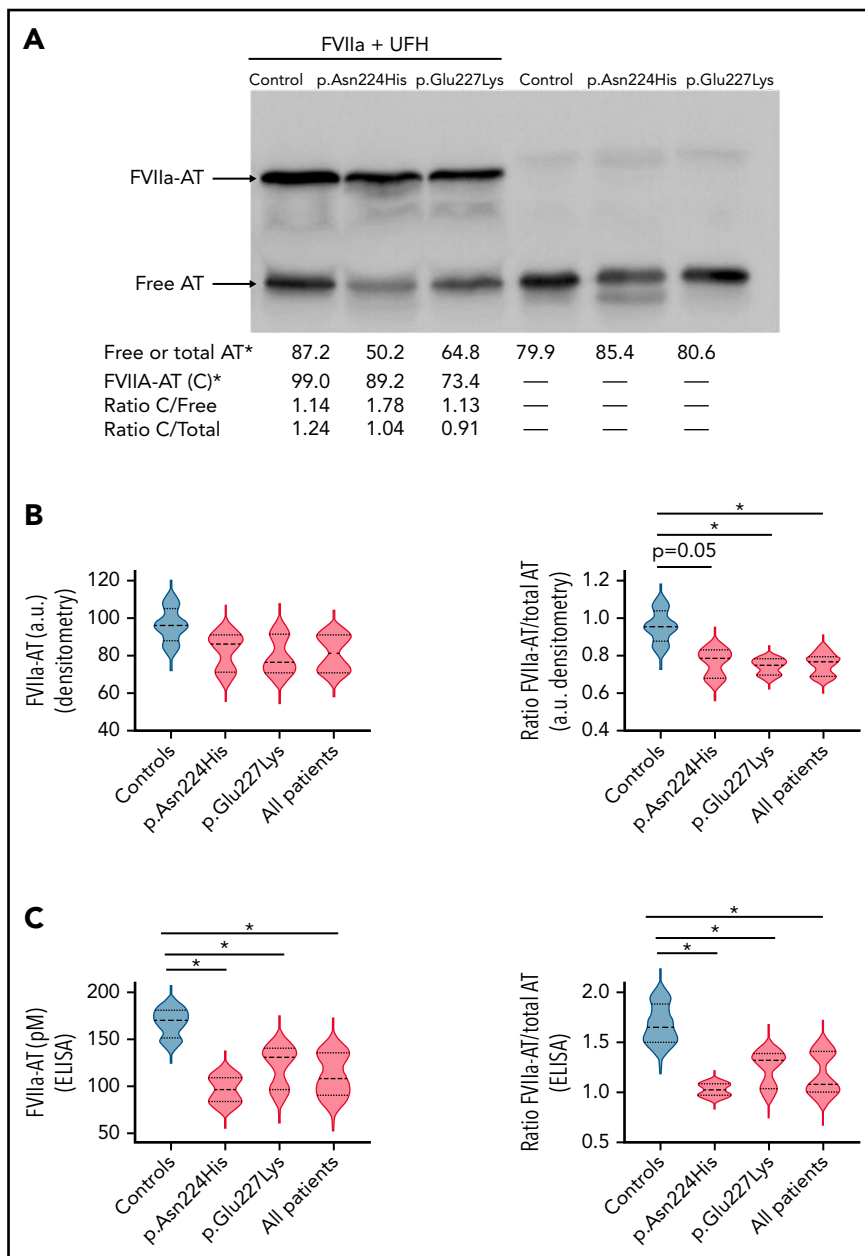 A
FVIIa + UFH
Control p.Asn224His p.Glu227Lys Control p.Asn224His p.Glu227Lys
FVIIa-AT
Free AT
Free or total AT* 87.2 50.2 64.8 79.9 85.4 80.6
FVIIA-AT (C)* 99.0 89.2 73.4 — — —
Ratio C/Free 1.14 1.78 1.13 — — —
Ratio C/Total 1.24 1.04 0.91 — — —
B
FVIIa-AT (a.u.)
(densitometry)
120
100
80
60
40
Controls
p.Asn224His
p.Glu227Lys
All patients
Ratio FVIIa-AT/total AT
(a.u. densitometry)
*
*
p=0.05
1.2
1.0
0.8
0.6
0.4
Controls
p.Asn224His
p.Glu227Lys
All patients
C
FVIIa-AT (pM)
(ELISA)
*
*
*
200
150
100
50
Controls
p.Asn224His
p.Glu227Lys
All patients
Ratio FVIIa-AT/total AT
(ELISA)
*
*
*
2.0
1.5
1.0
0.5
Controls
p.Asn224His
p.Glu227Lys
All patients